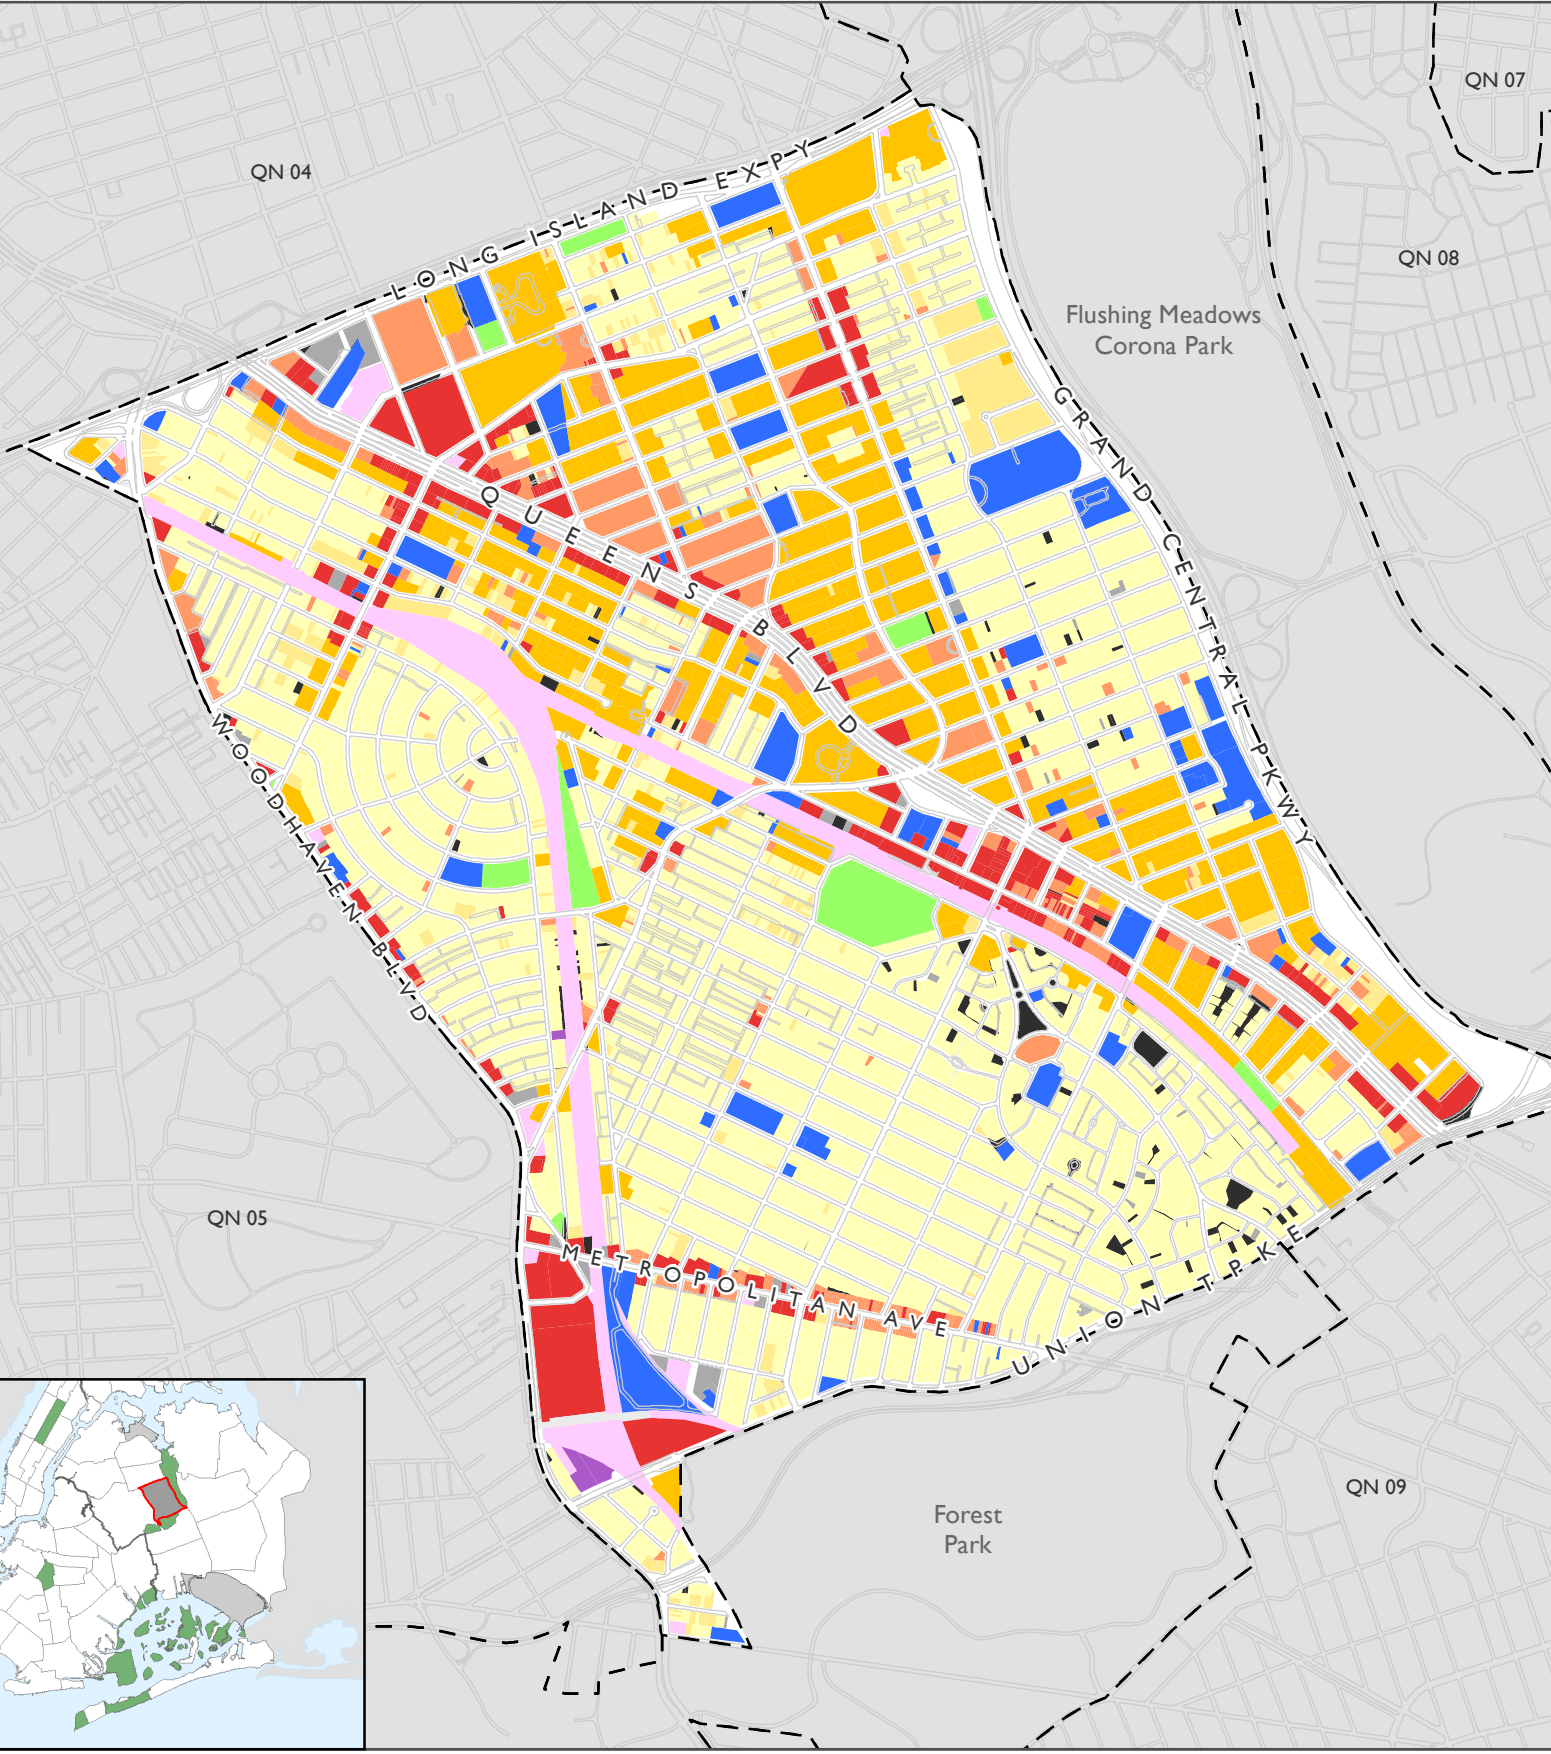 QN 07
QN 04
LONG ISLAND EXPY
QN 08
Flushing Meadows
Corona Park
GRAND CENTRAL PKWY
QUEENS BLVD
WOODHAVEN BLVD
QN 05
METROPOLITAN AVE
UNION TPKE
QN 09
Forest
Park